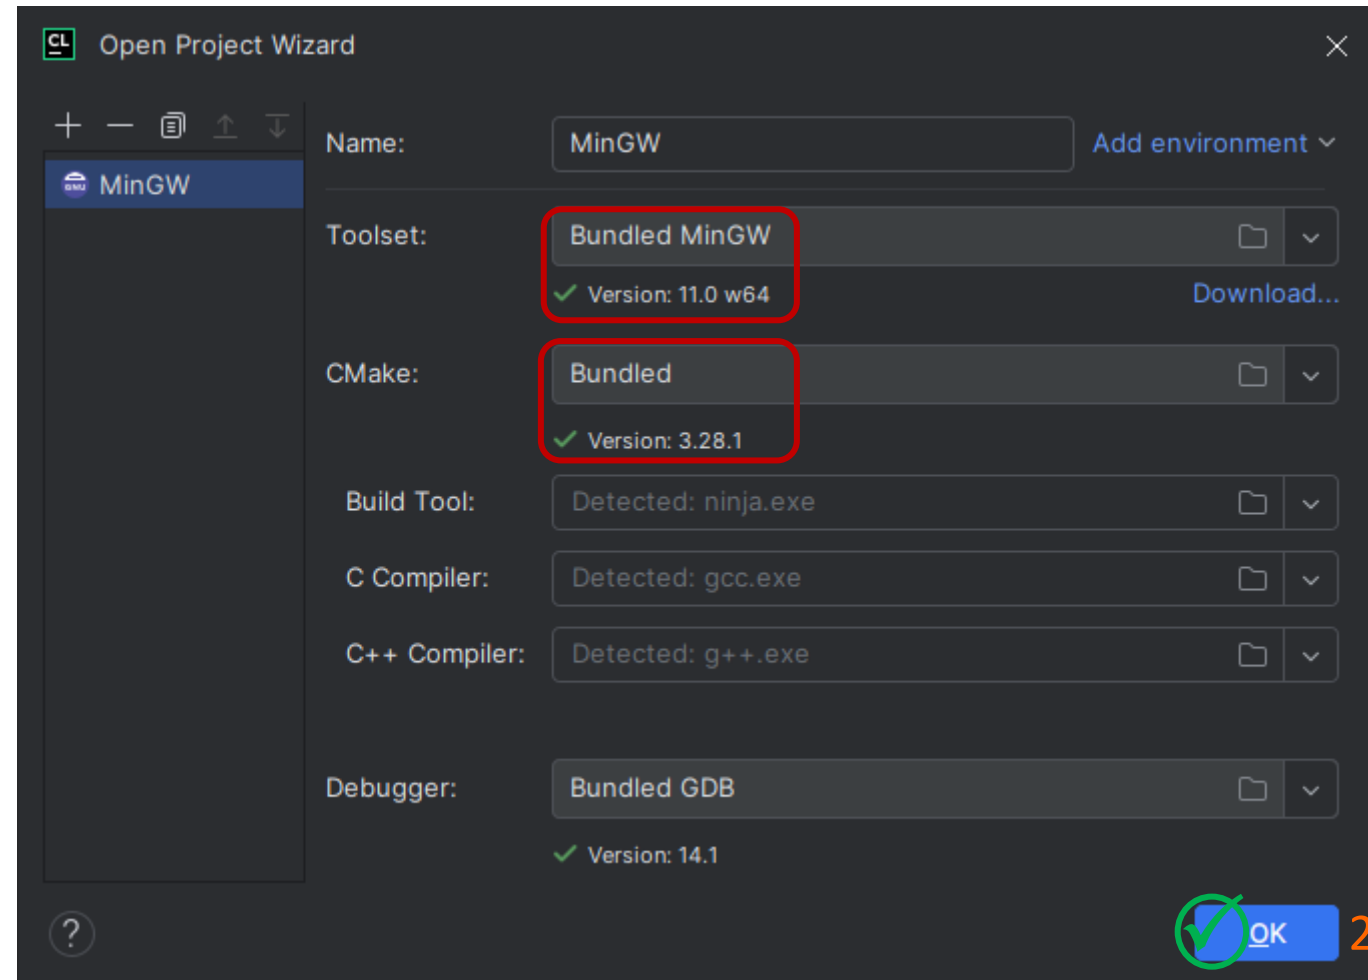 CL Open Project Wizard
Name: MinGW Add environment
GNU MinGW
Toolset: Bundled MinGW
Version: 11.0 w64 Download...
CMake: Bundled
Version: 3.28.1
Build Tool: Detected: ninja.exe
C Compiler: Detected: gcc.exe
C++ Compiler: Detected: g++.exe
Debugger: Bundled GDB
Version: 14.1
? OK 2